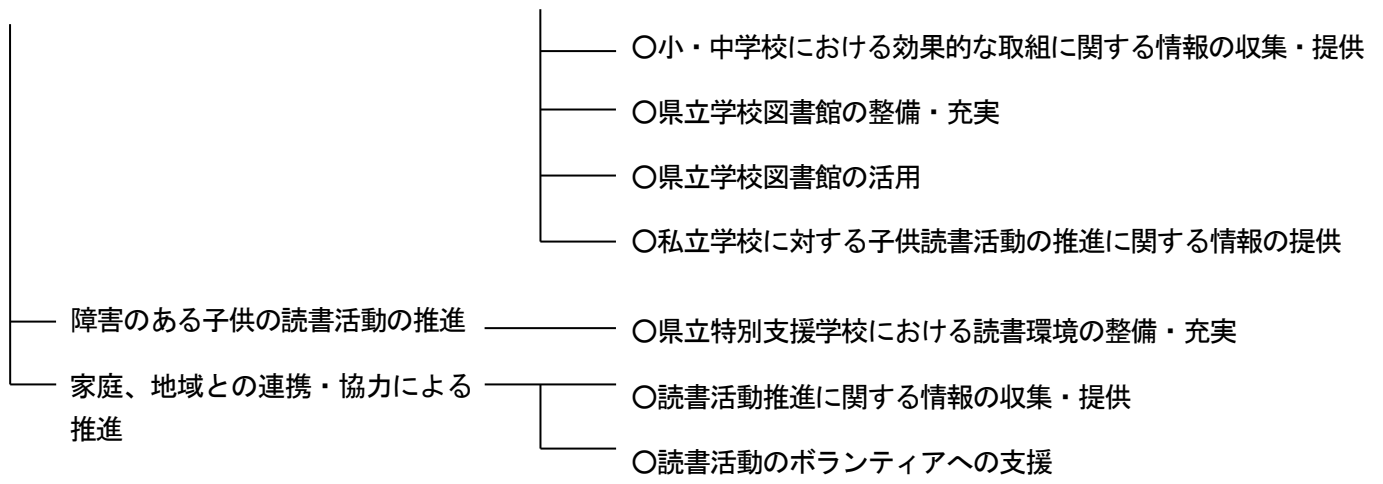 〇小・中学校における効果的な取組に関する情報の収集・提供
〇県立学校図書館の整備・充実
〇県立学校図書館の活用
〇私立学校に対する子供読書活動の推進に関する情報の提供
障害のある子供の読書活動の推進
〇県立特別支援学校における読書環境の整備・充実
家庭、地域との連携・協力による
推進
〇読書活動推進に関する情報の収集・提供
〇読書活動のボランティアへの支援